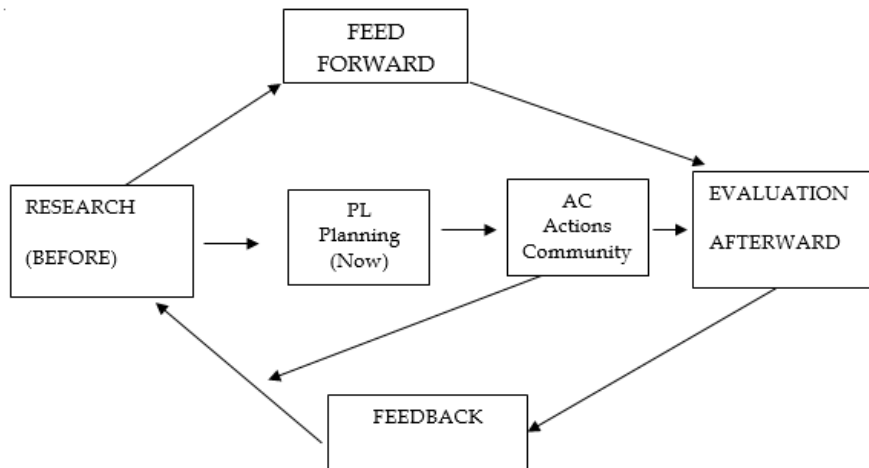 FEED
FORWARD
RESEARCH
(BEFORE)
PL
Planning
(Now)
AC
Actions
Community
EVALUATION
AFTERWARD
FEEDBACK